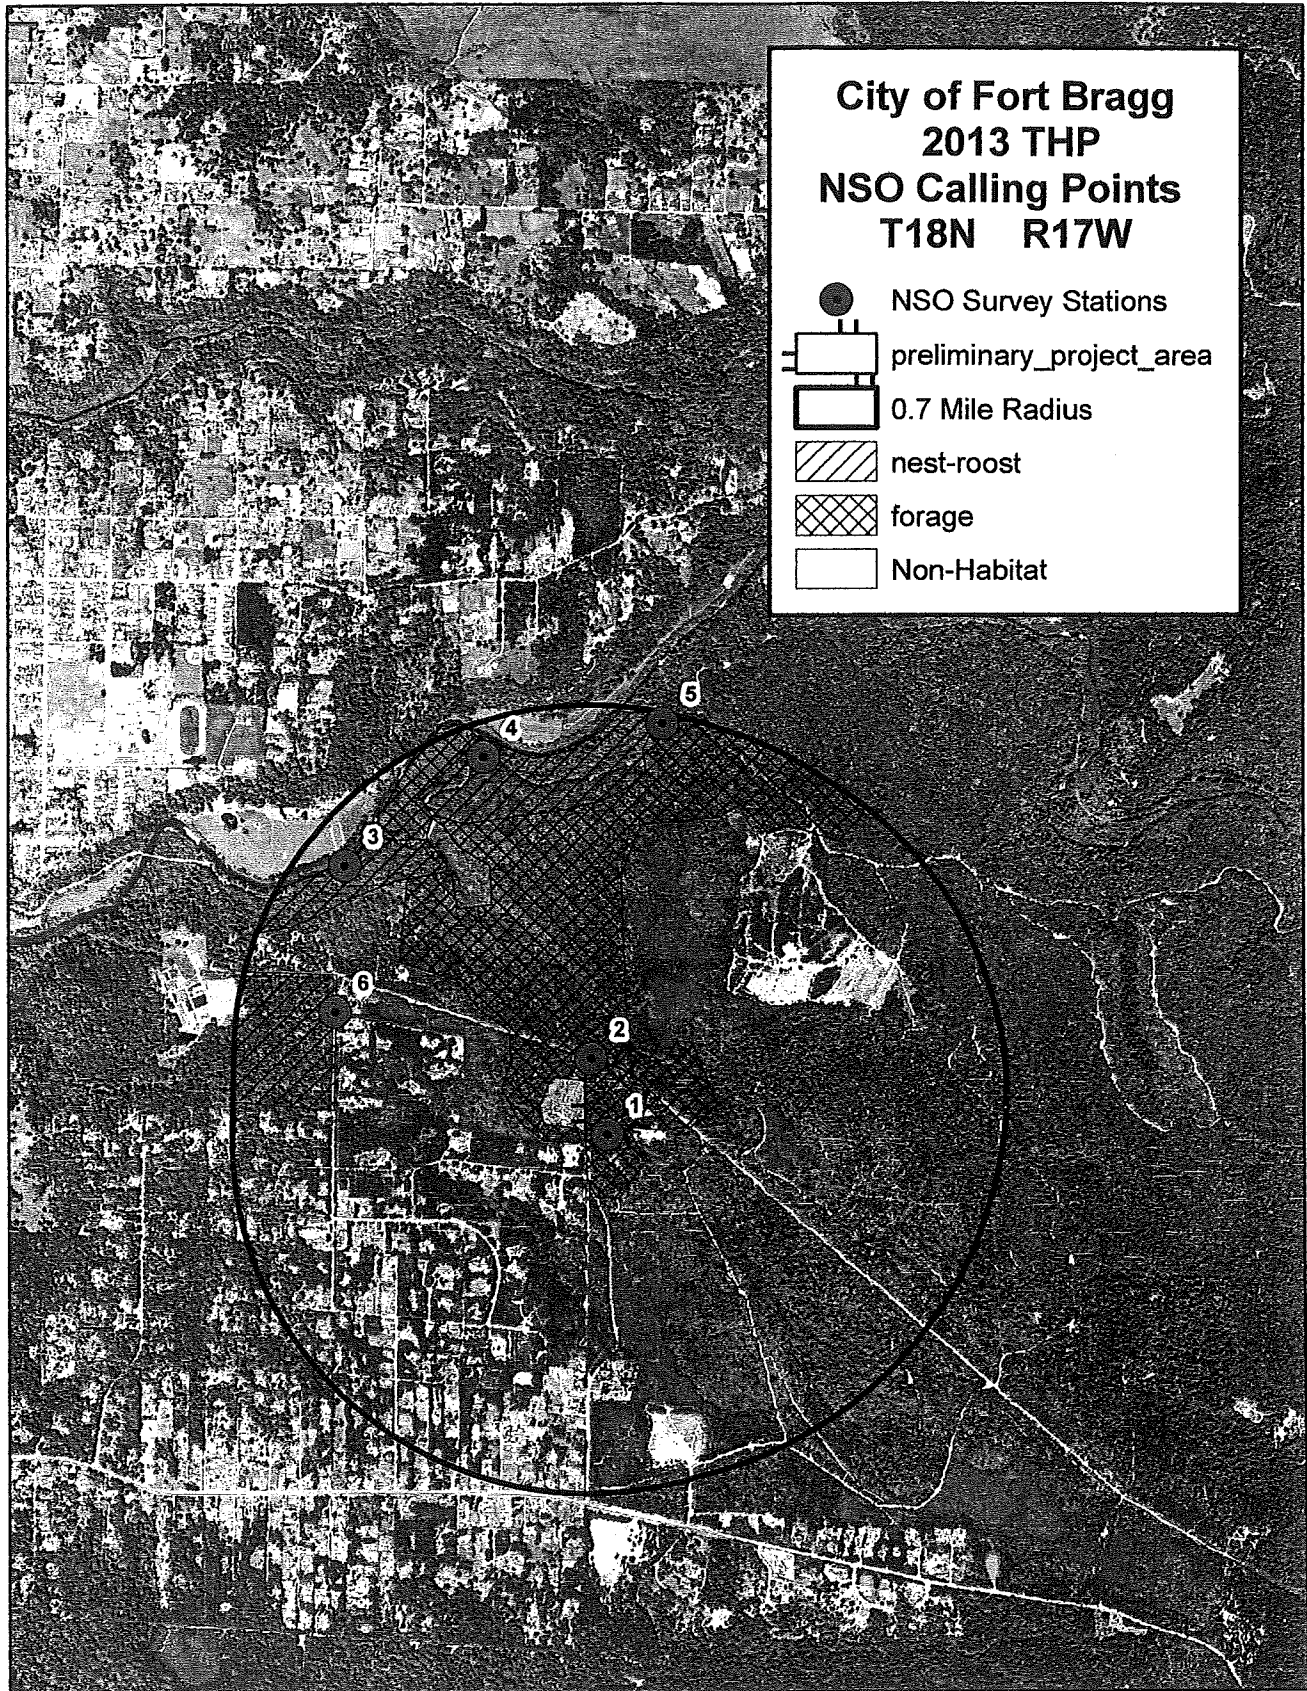 City of Fort Bragg
2013 THP
NSO Calling Points
T18N R17W
NSO Survey Stations
preliminary_project_area
0.7 Mile Radius
nest-roost
forage
Non-Habitat
5
4
3
6
2
1